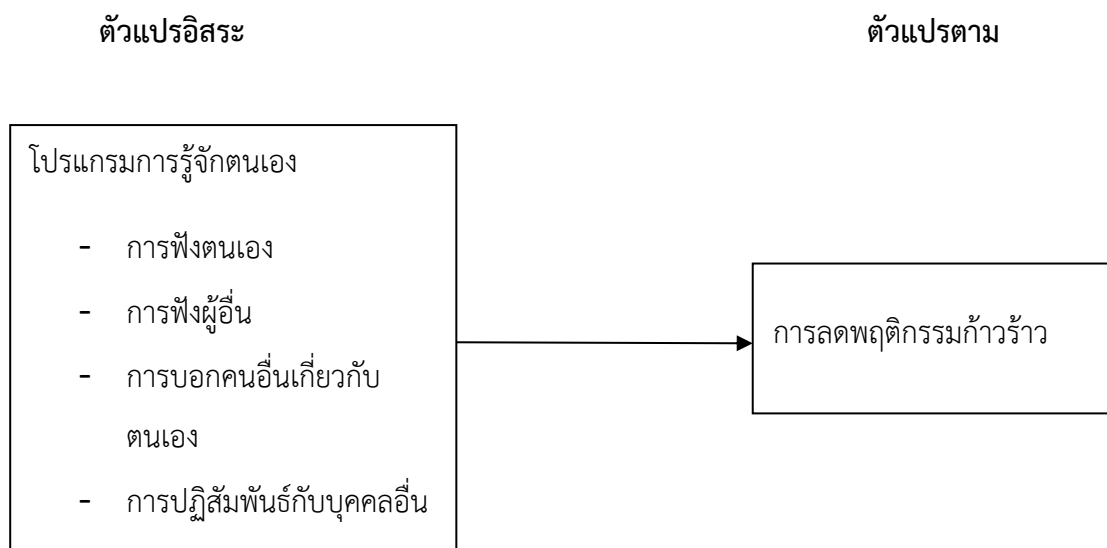 ตัวแปรอิสระ
ตัวแปรตาม
โปรแกรมการรู้จักตนเอง
- การฟังตนเอง
- การฟังผู้อื่น
- การบอกคนอื่นเกี่ยวกับ
ตนเอง
- การปฏิสัมพันธ์กับบุคคลอื่น
การลดพฤติกรรมก้าวร้าว